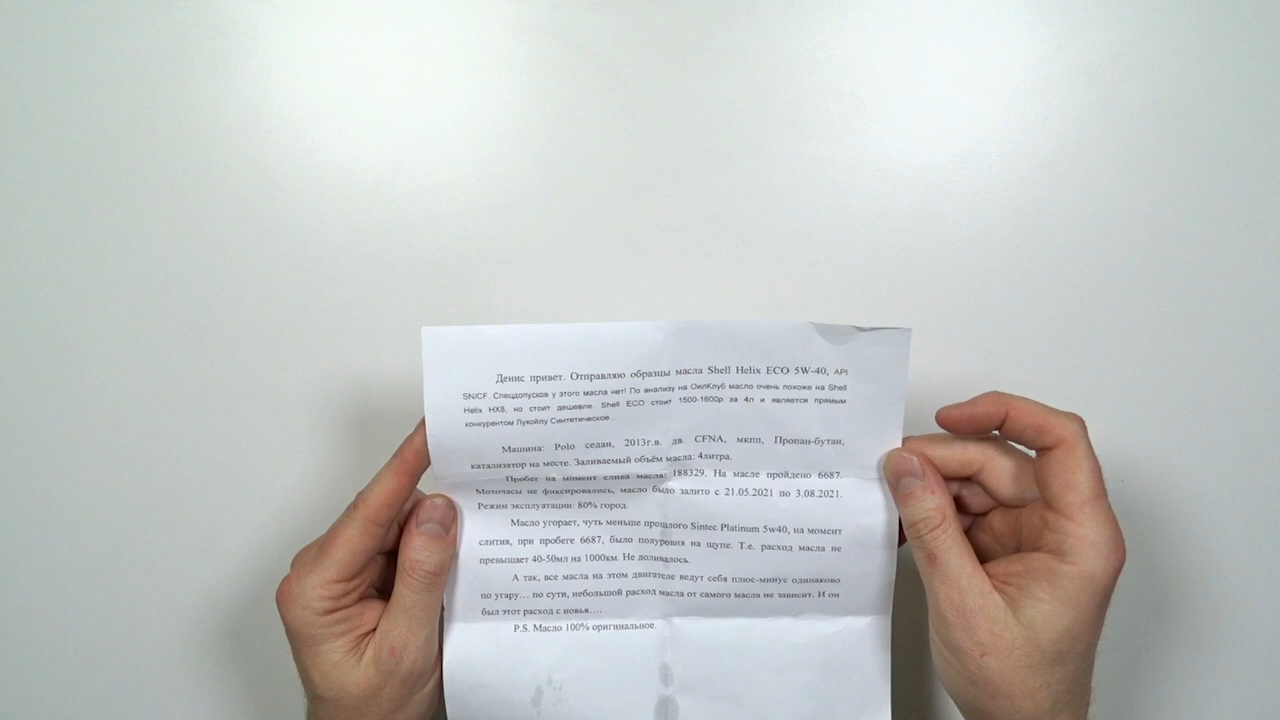 Денис привет. Отправляю образцы масла Shell Helix ECO 5W-40, API
SN/CF. Спецдопусков у этого масла нет! По анализу на ОилКлуб масло очень похоже на Shell
Helix HX8, но стоит дешевле. Shell ECO стоит 1500-1600р за 4л и является прямым
конкурентом Лукойлу Синтетическое...
Машина: Polo седан, 2013г.в. дв. CFNA, мкпп, Пропан-бутан,
катализатор на месте. Заливаемый объём масла: 4литра.
Пробег на момент слива масла: 188329. На масле пройдено 6687.
Моточасы не фиксировались, масло было залито с 21.05.2021 по 3.08.2021.
Режим эксплуатации: 80% город.
Масло угорает, чуть меньше прошлого Sintec Platinum 5w40, на момент
слития, при пробеге 6687, было полуровня на щупе. Т.е. расход масла не
превышает 40-50мл на 1000км. Не доливалось.
А так, все масла на этом двигателе ведут себя плюс-минус одинаково
по угару… по сути, небольшой расход масла от самого масла не зависит. И он
был этот расход с новья….
P.S. Масло 100% оригинальное.